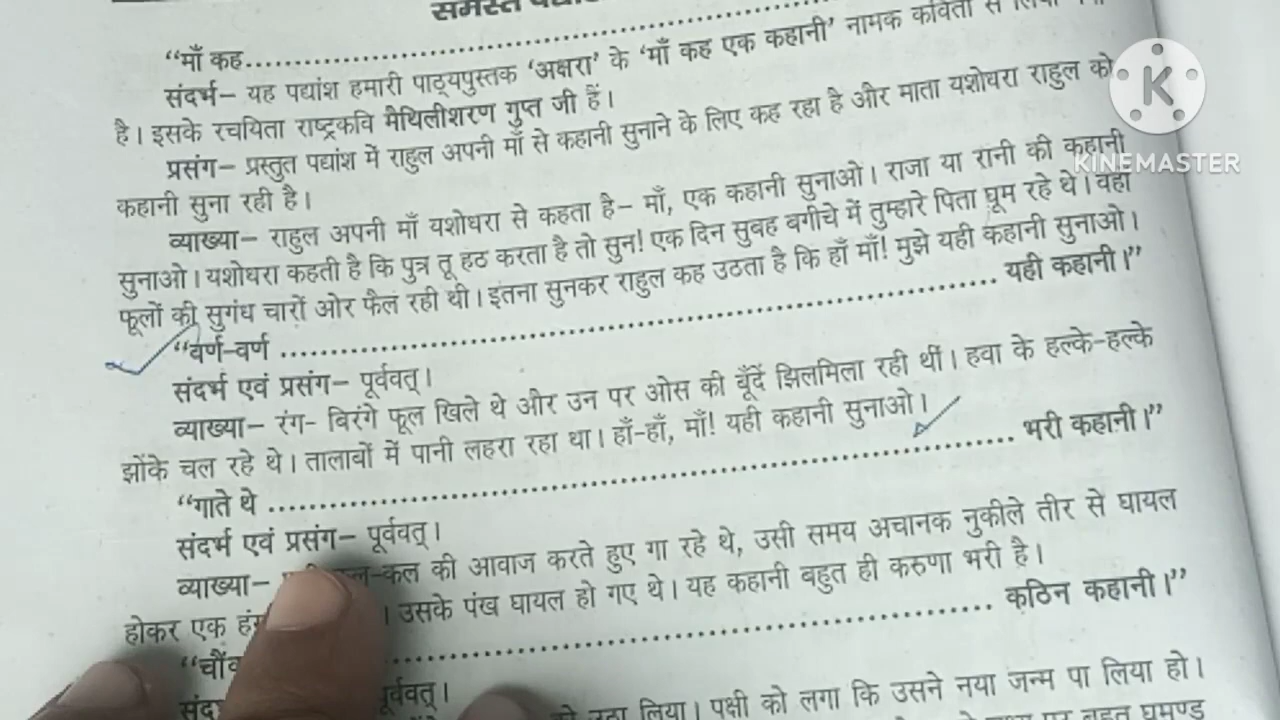 समस्त
“माँ कह........................................
संदर्भ– यह पद्यांश हमारी पाठ्यपुस्तक ‘अक्षरा’ के ‘माँ कह एक कहानी’ नामक कविता से लिया
है। इसके रचयिता राष्ट्रकवि मैथिलीशरण गुप्त जी हैं।
प्रसंग– प्रस्तुत पद्यांश में राहुल अपनी माँ से कहानी सुनाने के लिए कह रहा है और माता यशोधरा राहुल को
कहानी सुना रही है।
व्याख्या– राहुल अपनी माँ यशोधरा से कहता है– माँ, एक कहानी सुनाओ। राजा या रानी की कहानी
सुनाओ। यशोधरा कहती है कि पुत्र तू हठ करता है तो सुन! एक दिन सुबह बगीचे में तुम्हारे पिता घूम रहे थे। वहाँ
फूलों की सुगंध चारों ओर फैल रही थी। इतना सुनकर राहुल कह उठता है कि हाँ माँ! मुझे यही कहानी सुनाओ।
“वर्ण-वर्ण ........................................ यही कहानी।”
संदर्भ एवं प्रसंग– पूर्ववत्।
व्याख्या– रंग- बिरंगे फूल खिले थे और उन पर ओस की बूँदें झिलमिला रही थीं। हवा के हल्के-हल्के
झोंके चल रहे थे। तालाबों में पानी लहरा रहा था। हाँ-हाँ, माँ! यही कहानी सुनाओ।
“गाते थे ........................................ भरी कहानी।”
संदर्भ एवं प्रसंग– पूर्ववत्।
व्याख्या– -कल की आवाज करते हुए गा रहे थे, उसी समय अचानक नुकीले तीर से घायल
होकर एक । उसके पंख घायल हो गए थे। यह कहानी बहुत ही करुणा भरी है।
........................................ कठिन कहानी।”
पूर्ववत्।
उठा लिया। पक्षी को लगा कि उसने नया जन्म पा लिया हो।
पर बहुत घमण्ड
KINEMASTER